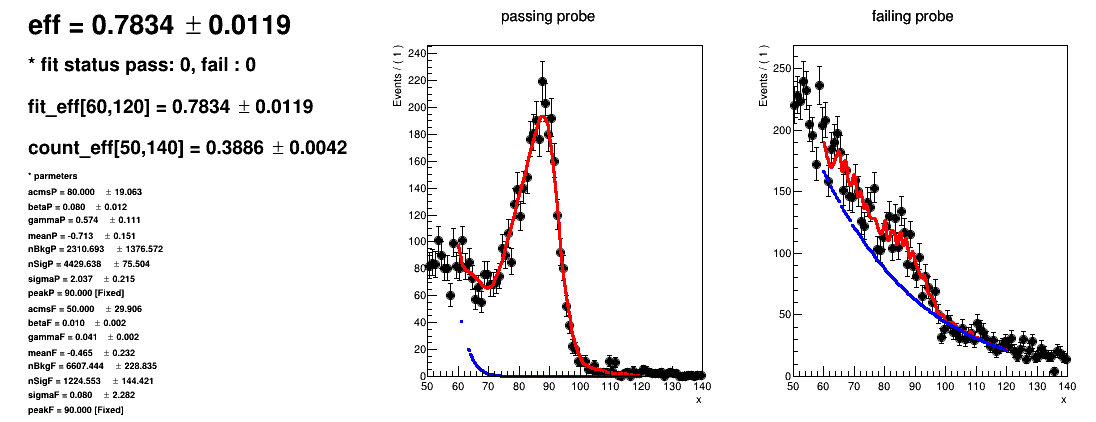 eff = 0.7834 ± 0.0119
* fit status pass: 0, fail : 0
fit_eff[60,120] = 0.7834 ± 0.0119
count_eff[50,140] = 0.3886 ± 0.0042
* parmeters
acmsP = 80.000 ± 19.063
betaP = 0.080 ± 0.012
gammaP = 0.574 ± 0.111
meanP = -0.713 ± 0.151
nBkgP = 2310.693 ± 1376.572
nSigP = 4429.638 ± 75.504
sigmaP = 2.037 ± 0.215
peakP = 90.000 [Fixed]
acmsF = 50.000 ± 29.906
betaF = 0.010 ± 0.002
gammaF = 0.041 ± 0.002
meanF = -0.465 ± 0.232
nBkgF = 6607.444 ± 228.835
nSigF = 1224.553 ± 144.421
sigmaF = 0.080 ± 2.282
peakF = 90.000 [Fixed]
passing probe
Events / ( 1 )
240
220
200
180
160
140
120
100
80
60
40
20
0
50 60 70 80 90 100 110 120 130 140
x
failing probe
Events / ( 1 )
250
200
150
100
50
0
50 60 70 80 90 100 110 120 130 140
x